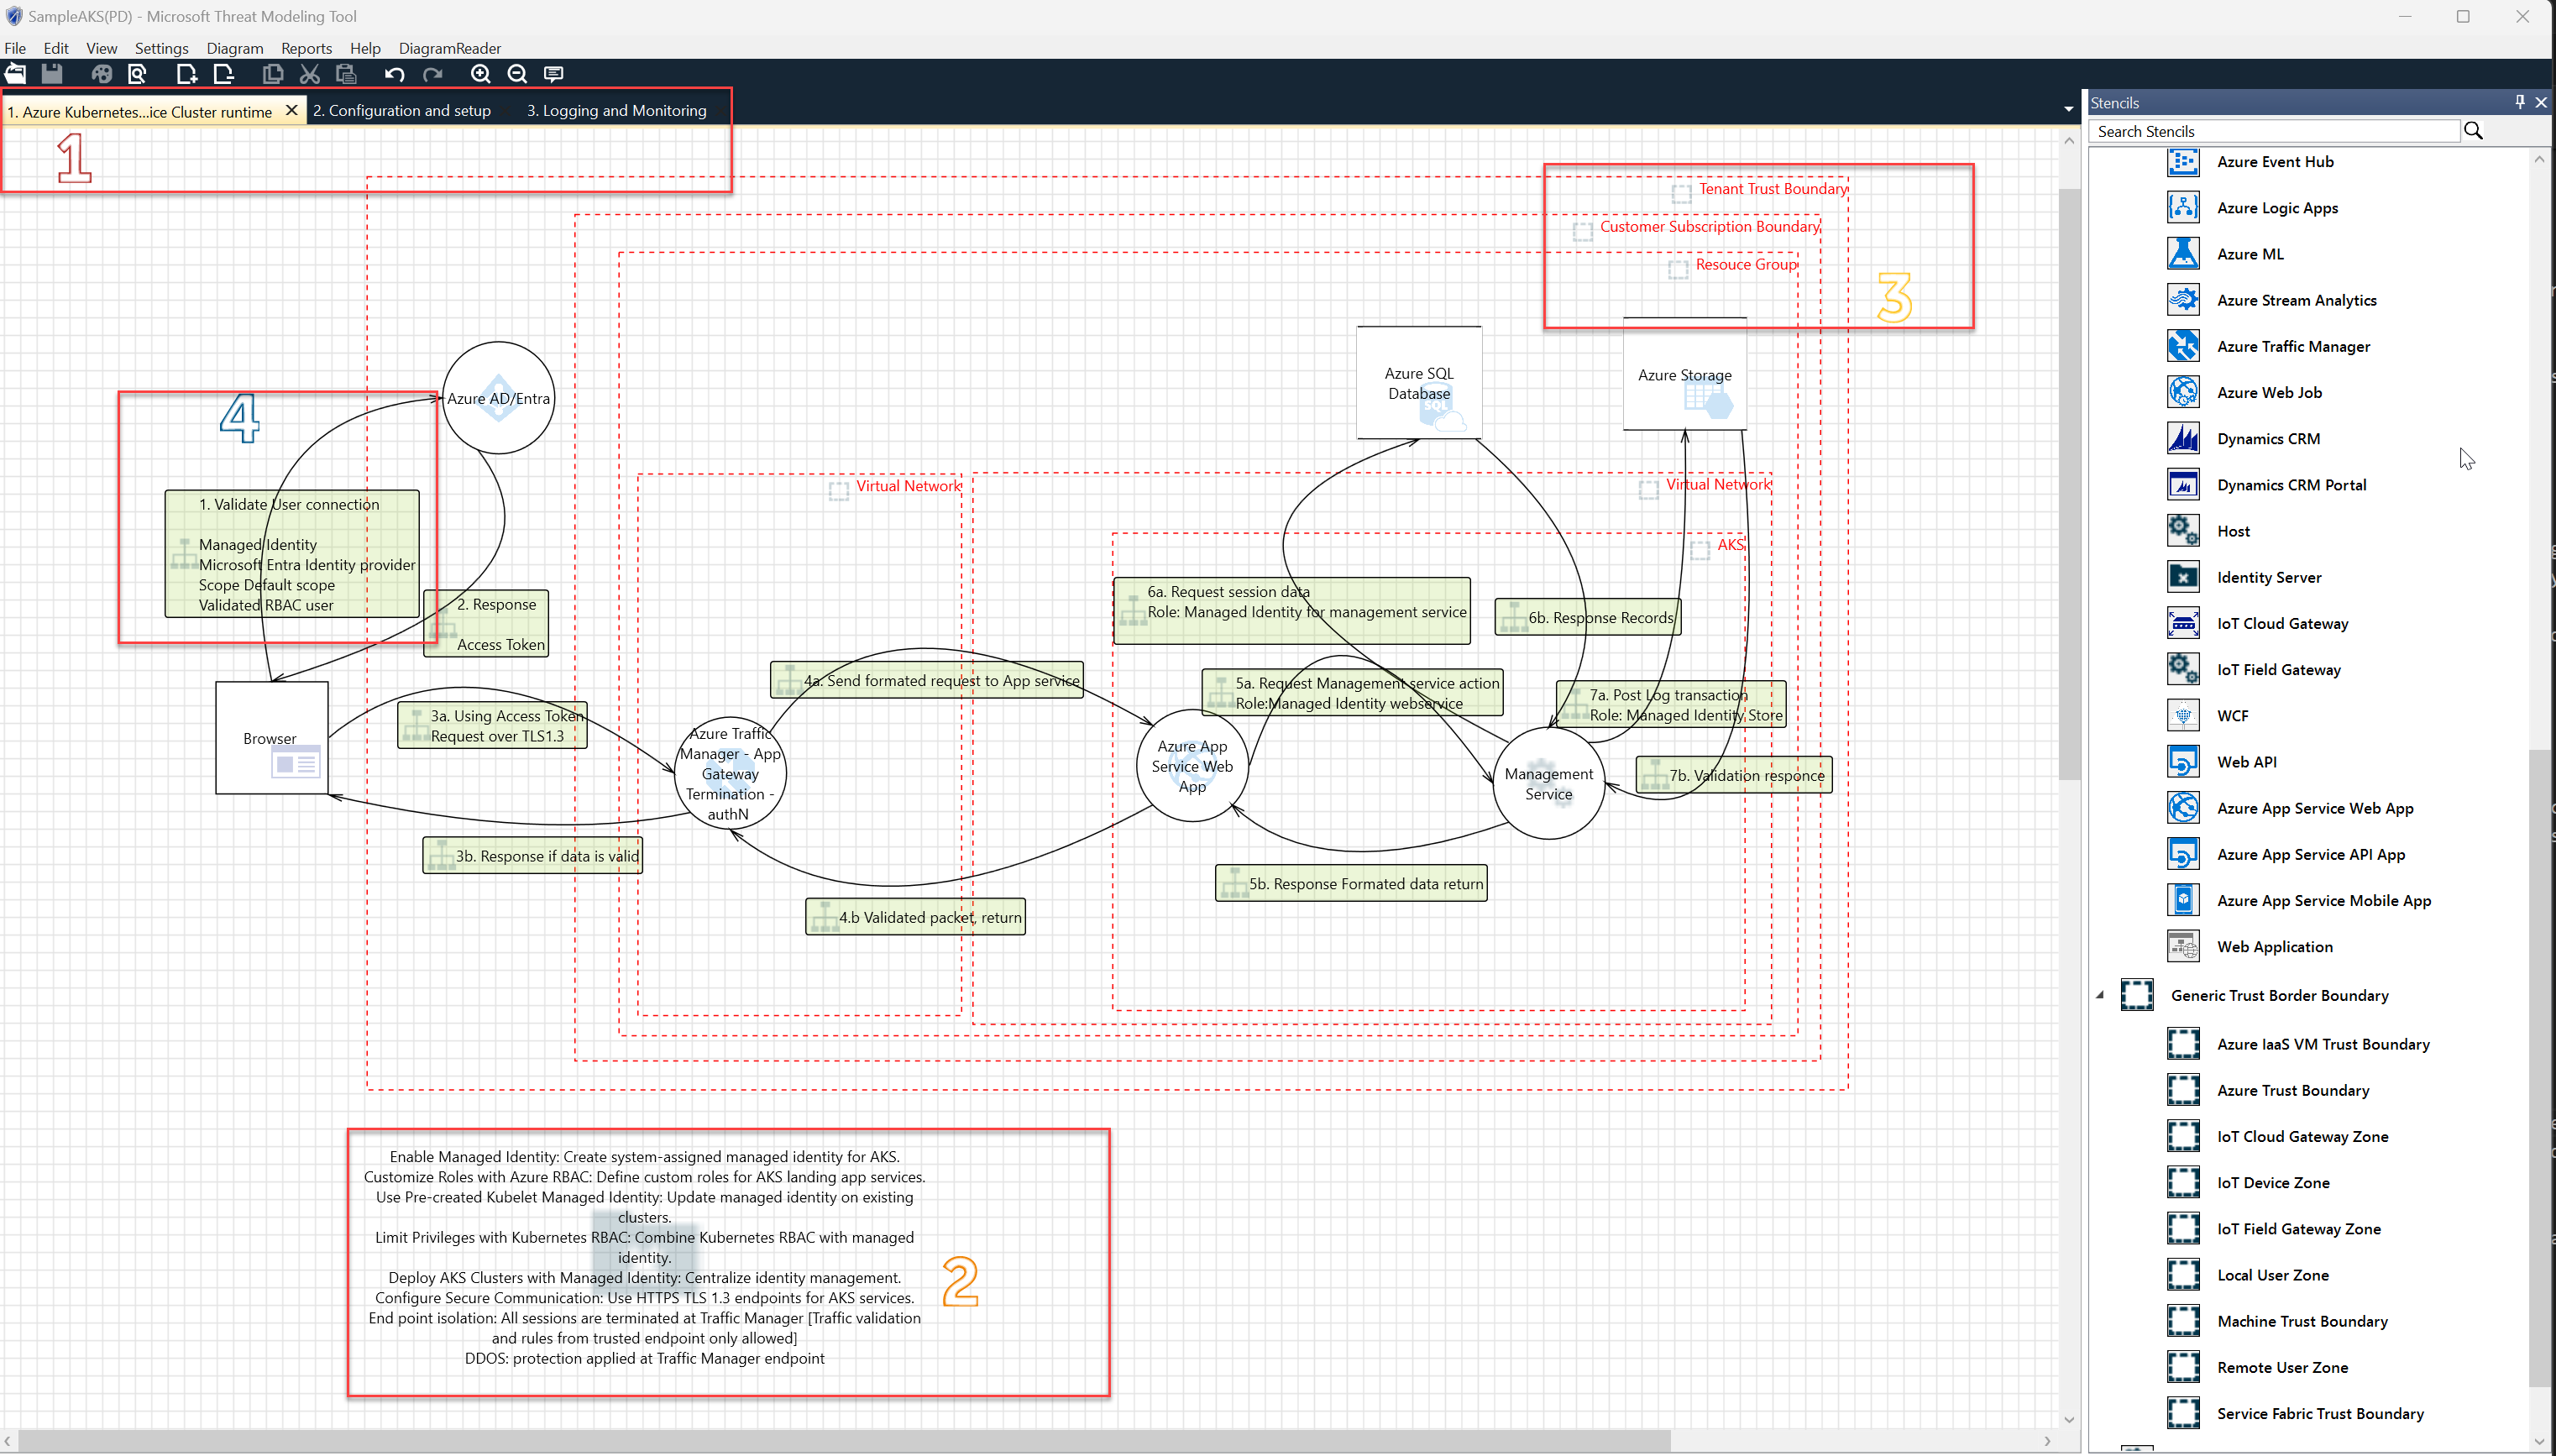 SampleAKS(PD) - Microsoft Threat Modeling Tool
File Edit View Settings Diagram Reports Help DiagramReader
1. Azure Kubernetes...ice Cluster runtime
2. Configuration and setup
3. Logging and Monitoring
1
Tenant Trust Boundary
Customer Subscription Boundary
Resouce Group
3
Azure AD/Entra
4
Azure SQL
Database
SQL
Azure Storage
1. Validate User connection
Managed Identity
Microsoft Entra Identity provider
Scope Default scope
Validated RBAC user
2. Response
Access Token
Virtual Network
Virtual Network
AKS
6a. Request session data
Role: Managed Identity for management service
6b. Response Records
4a. Send formated request to App service
5a. Request Management service action
Role:Managed Identity webservice
7a. Post Log transaction
Role: Managed Identity Store
Browser
3a. Using Access Token
Request over TLS1.3
Azure Traffic
Manager - App
Gateway
Termination -
authN
Azure App
Service Web
App
Management
Service
7b. Validation responce
3b. Response if data is valid
4.b Validated packet, return
5b. Response Formated data return
Enable Managed Identity: Create system-assigned managed identity for AKS.
Customize Roles with Azure RBAC: Define custom roles for AKS landing app services.
Use Pre-created Kubelet Managed Identity: Update managed identity on existing
clusters.
Limit Privileges with Kubernetes RBAC: Combine Kubernetes RBAC with managed
identity.
Deploy AKS Clusters with Managed Identity: Centralize identity management.
Configure Secure Communication: Use HTTPS TLS 1.3 endpoints for AKS services.
End point isolation: All sessions are terminated at Traffic Manager [Traffic validation
and rules from trusted endpoint only allowed]
DDOS: protection applied at Traffic Manager endpoint
2
Stencils
Search Stencils
Azure Event Hub
Azure Logic Apps
Azure ML
Azure Stream Analytics
Azure Traffic Manager
Azure Web Job
Dynamics CRM
Dynamics CRM Portal
Host
Identity Server
IoT Cloud Gateway
IoT Field Gateway
WCF
Web API
Azure App Service Web App
Azure App Service API App
Azure App Service Mobile App
Web Application
Generic Trust Border Boundary
Azure IaaS VM Trust Boundary
Azure Trust Boundary
IoT Cloud Gateway Zone
IoT Device Zone
IoT Field Gateway Zone
Local User Zone
Machine Trust Boundary
Remote User Zone
Service Fabric Trust Boundary